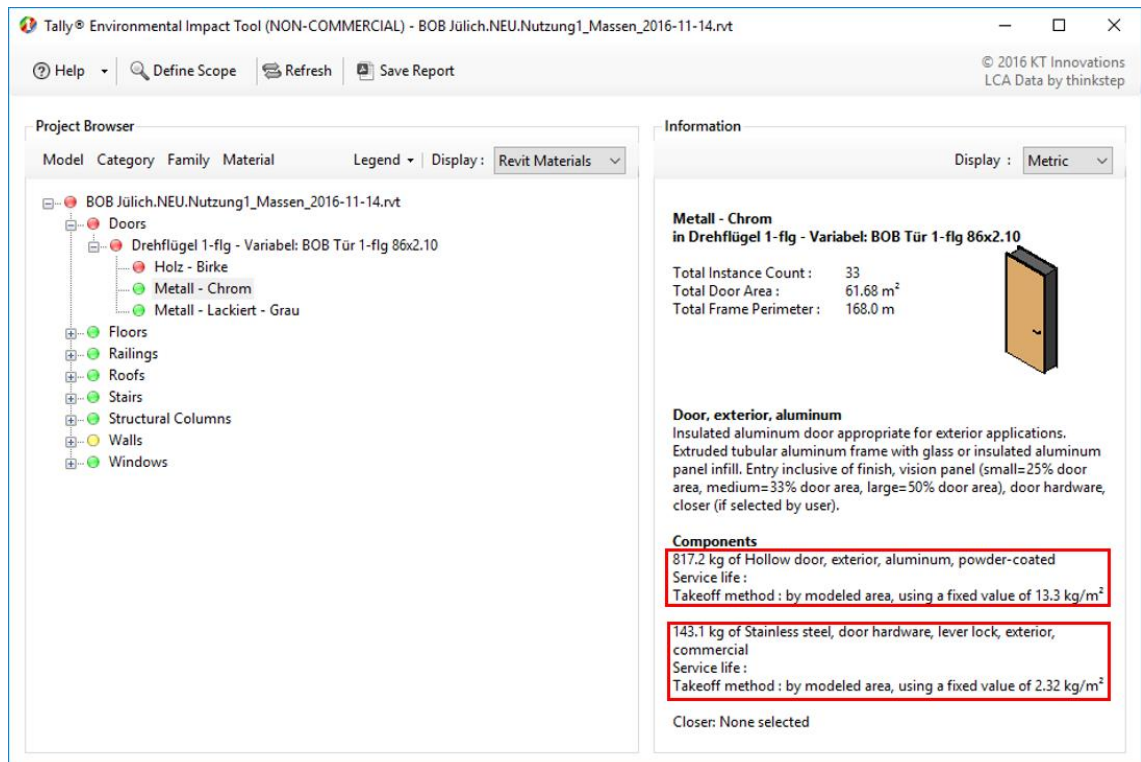 Tally® Environmental Impact Tool (NON-COMMERCIAL) - BOB Jülich.NEU.Nutzung1_Massen_2016-11-14.rvt
Help
Define Scope
Refresh
Save Report
© 2016 KT Innovations
LCA Data by thinkstep
Project Browser
Model Category Family Material Legend Display : Revit Materials
BOB Jülich.NEU.Nutzung1_Massen_2016-11-14.rvt
Doors
Drehflügel 1-flg - Variabel: BOB Tür 1-flg 86x2.10
Holz - Birke
Metall - Chrom
Metall - Lackiert - Grau
Floors
Railings
Roofs
Stairs
Structural Columns
Walls
Windows
Information
Display : Metric
Metall - Chrom
in Drehflügel 1-flg - Variabel: BOB Tür 1-flg 86x2.10
Total Instance Count : 33
Total Door Area : 61.68 m²
Total Frame Perimeter : 168.0 m
Door, exterior, aluminum
Insulated aluminum door appropriate for exterior applications.
Extruded tubular aluminum frame with glass or insulated aluminum
panel infill. Entry inclusive of finish, vision panel (small=25% door
area, medium=33% door area, large=50% door area), door hardware,
closer (if selected by user).
Components
817.2 kg of Hollow door, exterior, aluminum, powder-coated
Service life :
Takeoff method : by modeled area, using a fixed value of 13.3 kg/m²
143.1 kg of Stainless steel, door hardware, lever lock, exterior,
commercial
Service life :
Takeoff method : by modeled area, using a fixed value of 2.32 kg/m²
Closer: None selected